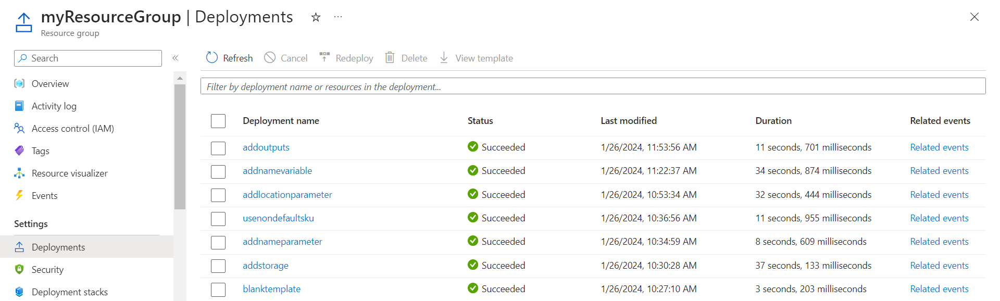 myResourceGroup | Deployments ☆ ...
Resource group
Search «
Overview
Activity log
Access control (IAM)
Tags
Resource visualizer
Events
Settings
Deployments
Security
Deployment stacks
Refresh Cancel Redeploy Delete View template
Filter by deployment name or resources in the deployment...
Deployment name Status Last modified Duration Related events
addoutputs Succeeded 1/26/2024, 11:53:56 AM 11 seconds, 701 milliseconds Related events
addnamevariable Succeeded 1/26/2024, 11:22:37 AM 34 seconds, 874 milliseconds Related events
addlocationparameter Succeeded 1/26/2024, 10:53:34 AM 32 seconds, 444 milliseconds Related events
usenondefaultsku Succeeded 1/26/2024, 10:36:56 AM 11 seconds, 955 milliseconds Related events
addnameparameter Succeeded 1/26/2024, 10:34:59 AM 8 seconds, 609 milliseconds Related events
addstorage Succeeded 1/26/2024, 10:30:28 AM 37 seconds, 133 milliseconds Related events
blanktemplate Succeeded 1/26/2024, 10:27:10 AM 3 seconds, 203 milliseconds Related events